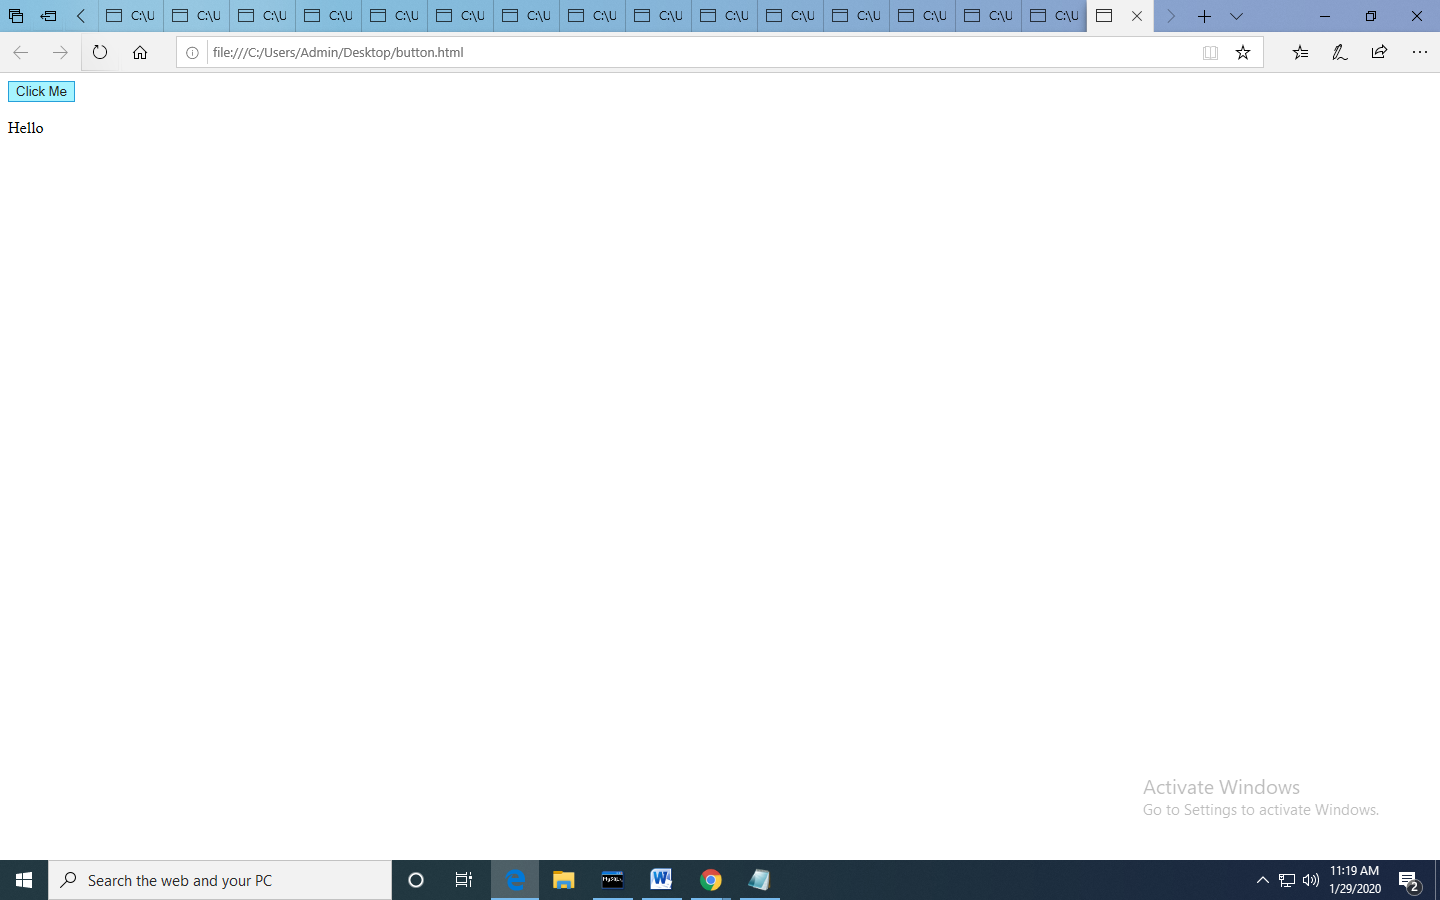 C:\U C:\U C:\U C:\U C:\U C:\U C:\U C:\U C:\U C:\U C:\U C:\U C:\U C:\U C:\U
file:///C:/Users/Admin/Desktop/button.html
Click Me
Hello
Activate Windows
Go to Settings to activate Windows.
Search the web and your PC
MySQL
W
11:19 AM
1/29/2020
2